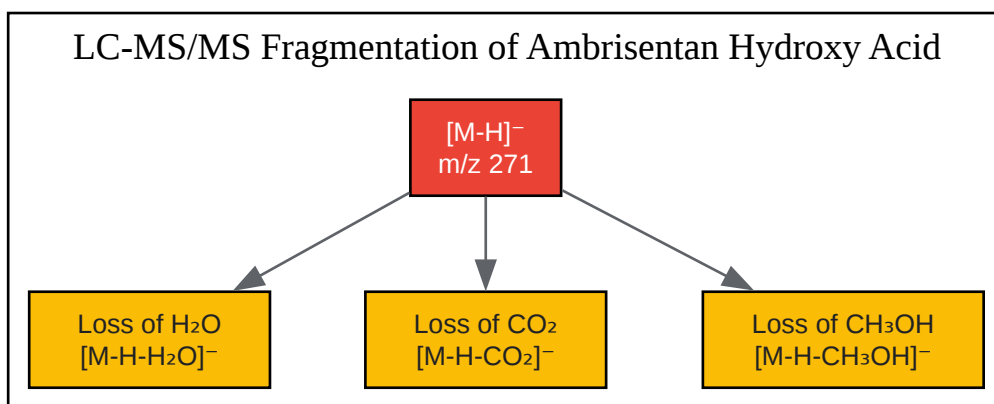 LC-MS/MS Fragmentation of Ambrisentan Hydroxy Acid
[M-H]⁻
m/z 271
Loss of H₂O
[M-H-H₂O]⁻
Loss of CO₂
[M-H-CO₂]⁻
Loss of CH₃OH
[M-H-CH₃OH]⁻